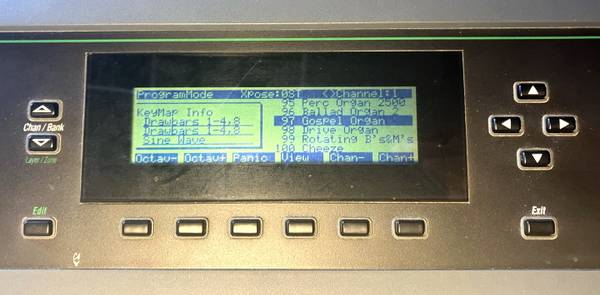 ProgramMode Xpose:0ST <>Channel:1
KeyMap Info
Drawbars 1-4,8
Drawbars 1-4,8
Sine Wave
95 Perc Organ 2500
96 Ballad Organ 2
97 Gospel Organ
98 Drive Organ
99 Rotating B's&M's
100 Cheeze
Octav- Octav+ Panic View Chan- Chan+
Chan / Bank
Layer / Zone
Edit
Exit